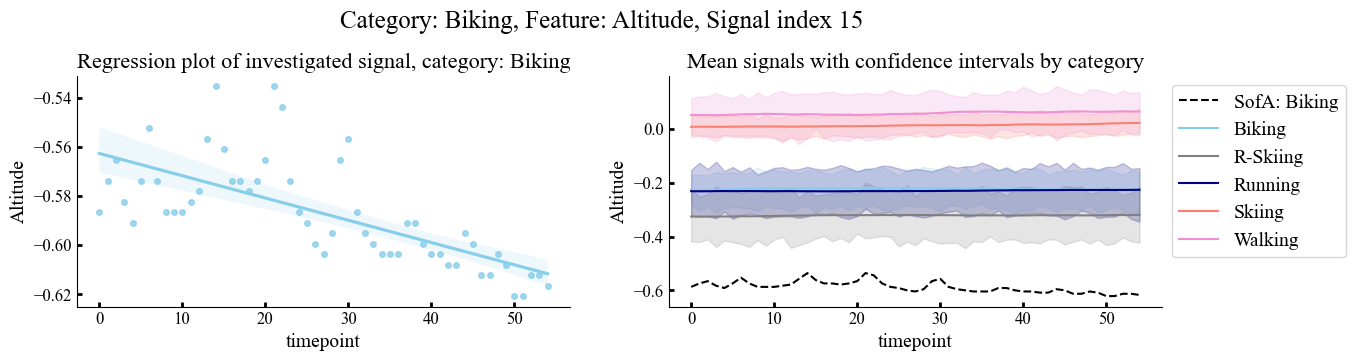 Category: Biking, Feature: Altitude, Signal index 15
Regression plot of investigated signal, category: Biking
−0.54
−0.56
−0.58
−0.60
−0.62
Altitude
0
10
20
30
40
50
timepoint
Mean signals with confidence intervals by category
0.0
−0.2
−0.4
−0.6
Altitude
0
10
20
30
40
50
timepoint
SofA: Biking
Biking
R-Skiing
Running
Skiing
Walking